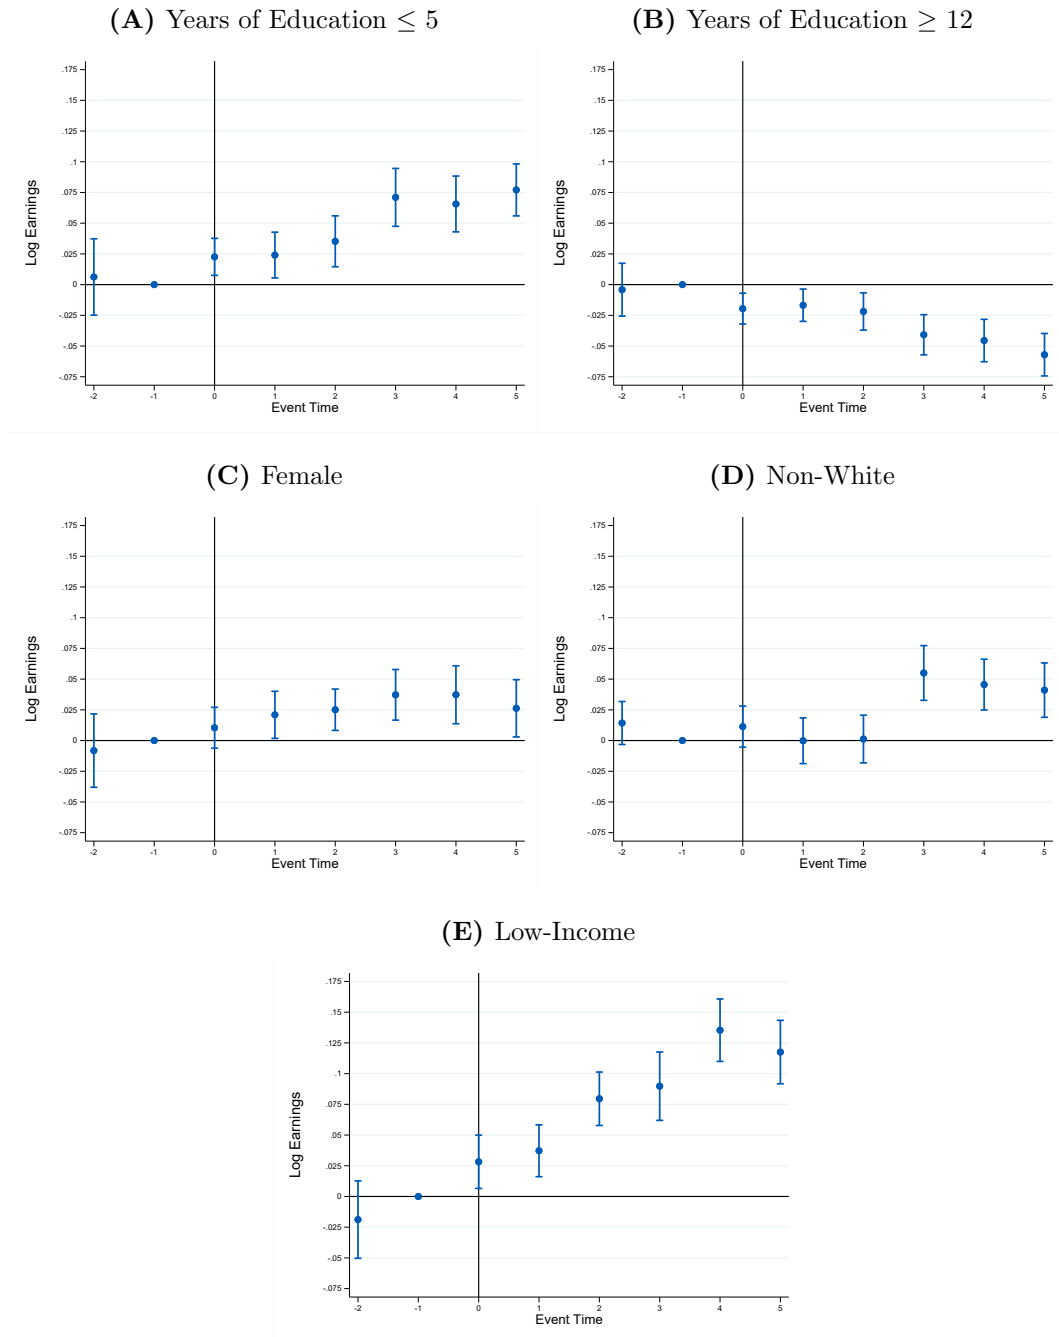 (A) Years of Education ≤ 5
.175
.15
.125
.1
.075
.05
.025
0
-.025
-.05
-.075
Log Earnings
-2 -1 0 1 2 3 4 5
Event Time
(B) Years of Education ≥ 12
.175
.15
.125
.1
.075
.05
.025
0
-.025
-.05
-.075
Log Earnings
-2 -1 0 1 2 3 4 5
Event Time
(C) Female
.175
.15
.125
.1
.075
.05
.025
0
-.025
-.05
-.075
Log Earnings
-2 -1 0 1 2 3 4 5
Event Time
(D) Non-White
.175
.15
.125
.1
.075
.05
.025
0
-.025
-.05
-.075
Log Earnings
-2 -1 0 1 2 3 4 5
Event Time
(E) Low-Income
.175
.15
.125
.1
.075
.05
.025
0
-.025
-.05
-.075
Log Earnings
-2 -1 0 1 2 3 4 5
Event Time